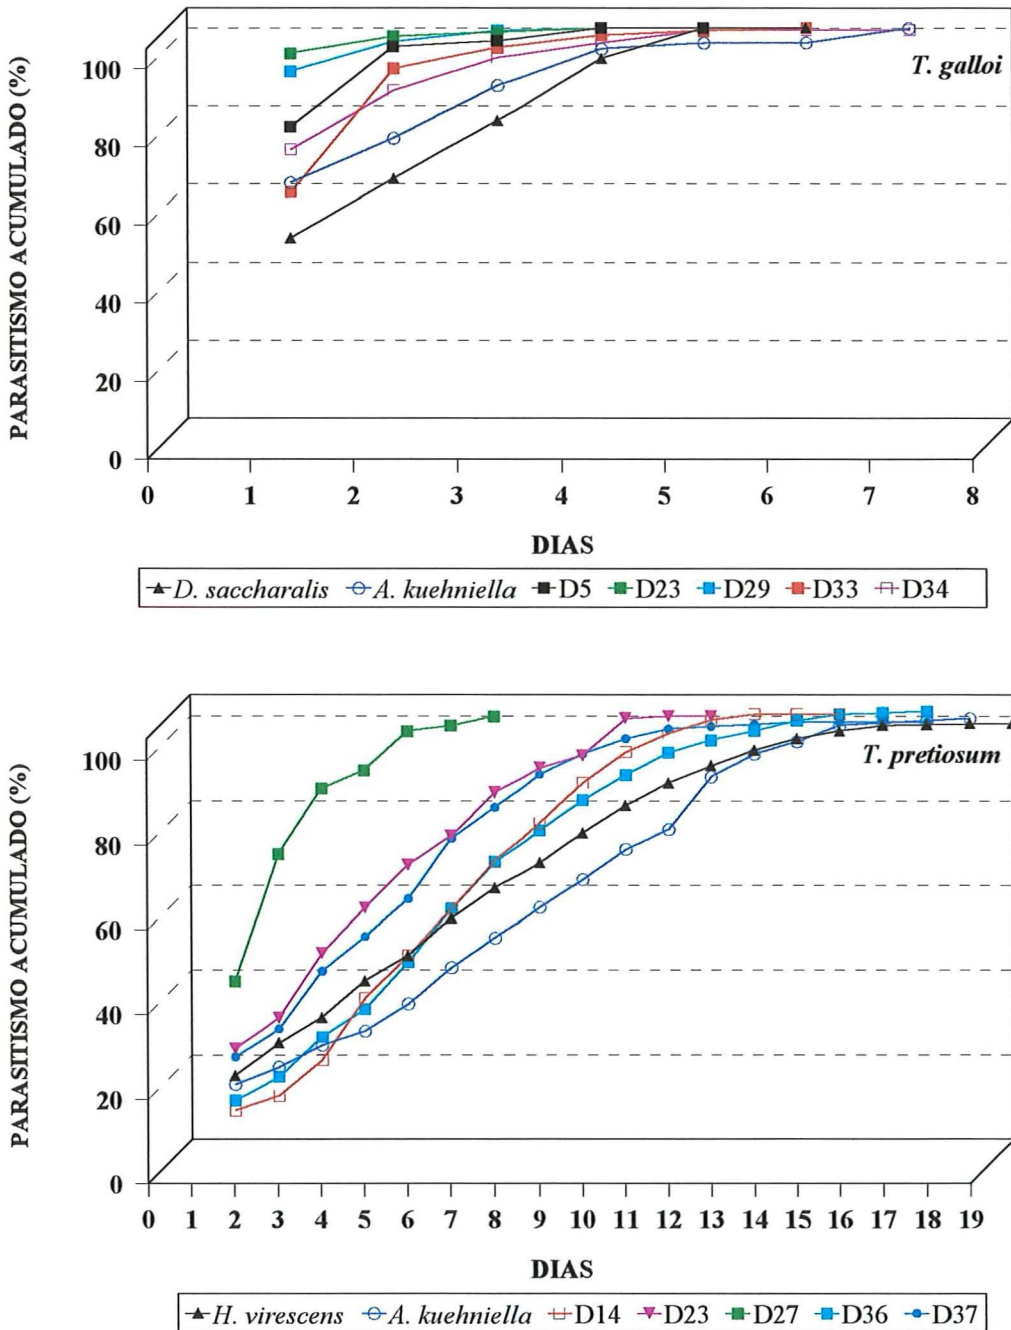 PARASITISMO ACUMULADO (%)
100
80
60
40
20
0
T. galloi
0 1 2 3 4 5 6 7 8
DIAS
D. saccharalis A. kuehniella D5 D23 D29 D33 D34
PARASITISMO ACUMULADO (%)
100
80
60
40
20
0
T. pretiosum
0 1 2 3 4 5 6 7 8 9 10 11 12 13 14 15 16 17 18 19
DIAS
H. virescens A. kuehniella D14 D23 D27 D36 D37